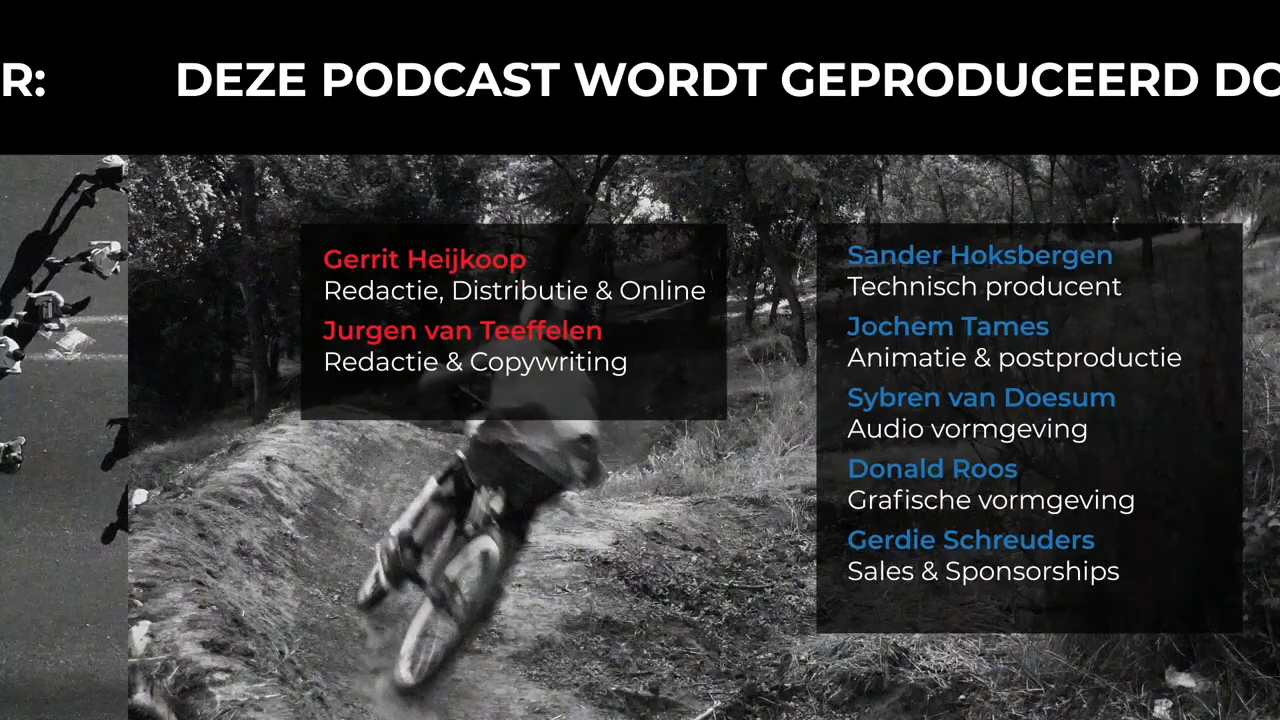 R: DEZE PODCAST WORDT GEPRODUCEERD DO
Gerrit Heijkoop
Redactie, Distributie & Online
Jurgen van Teeffelen
Redactie & Copywriting
Sander Hoksbergen
Technisch producent
Jochem Tames
Animatie & postproductie
Sybren van Doesum
Audio vormgeving
Donald Roos
Grafische vormgeving
Gerdie Schreuders
Sales & Sponsorships